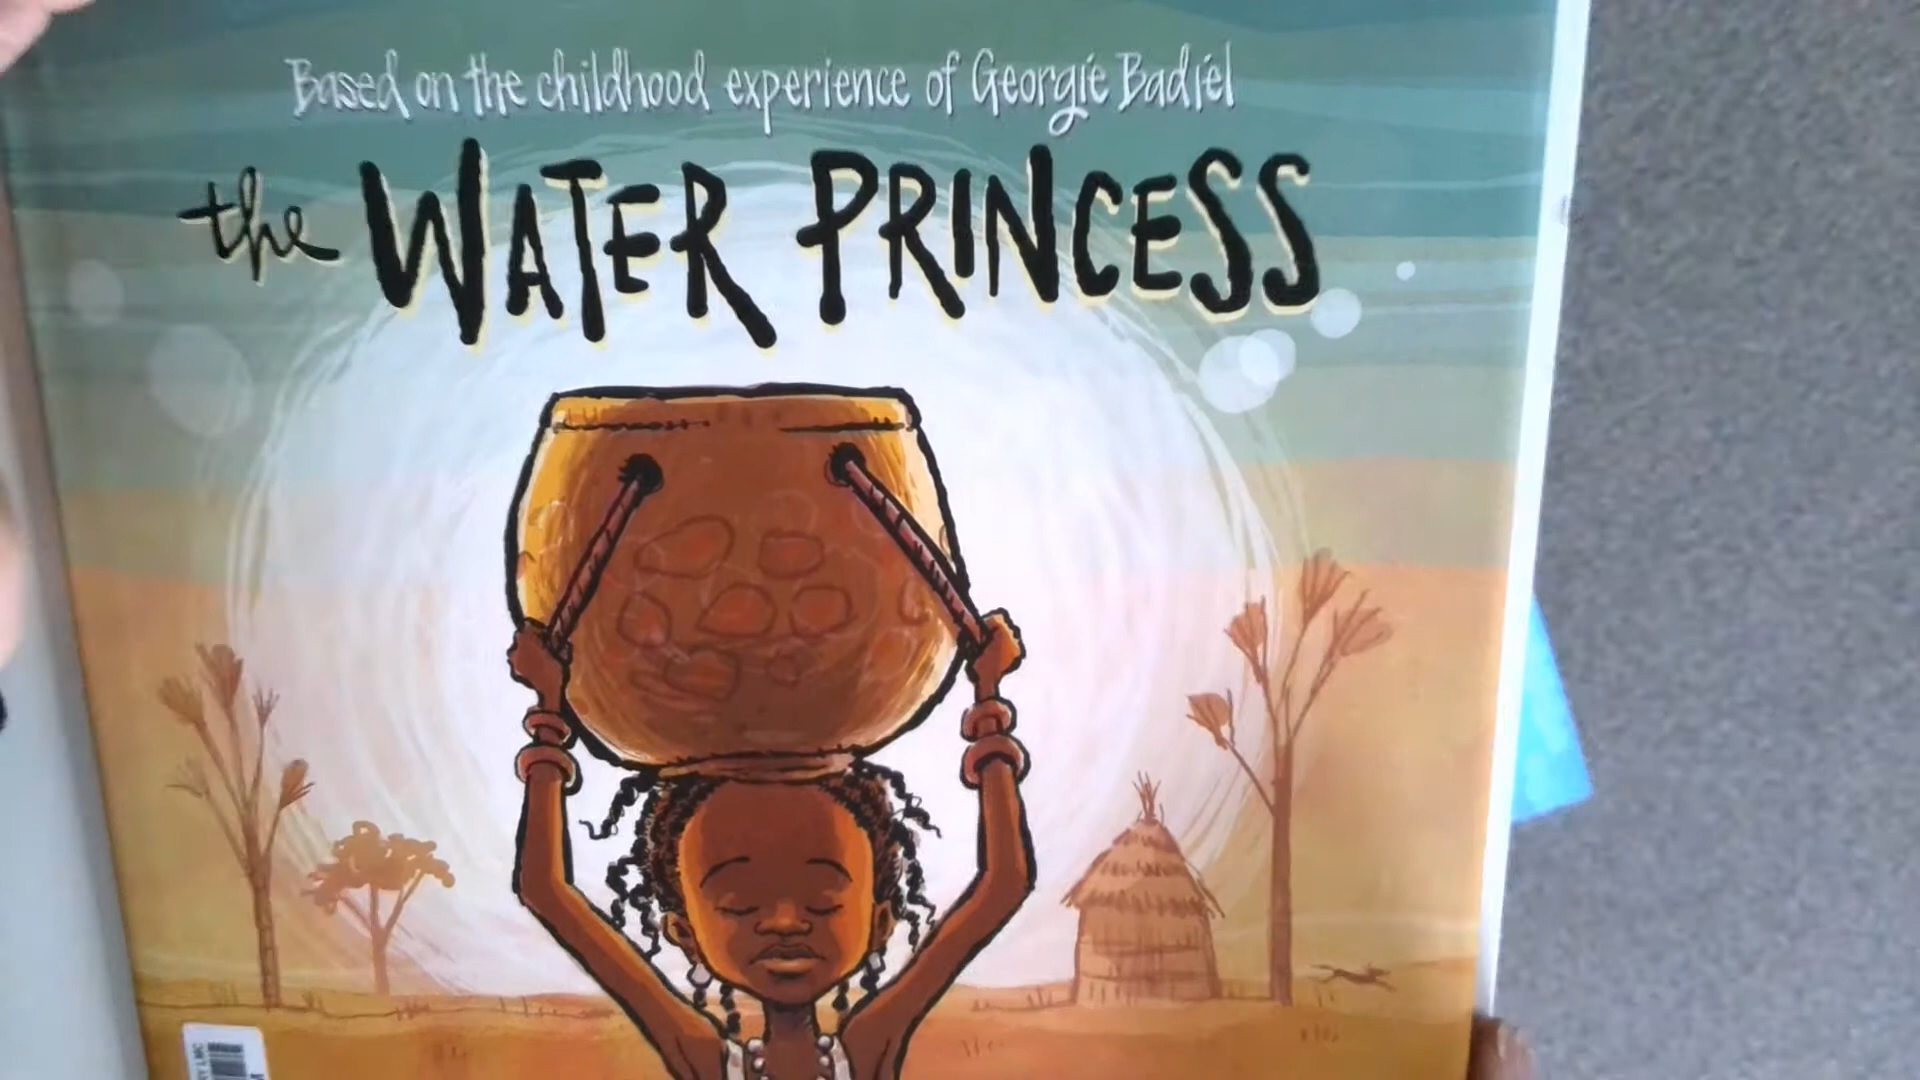 Based on the childhood experience of Georgie Badiel
the WATER PRINCESS